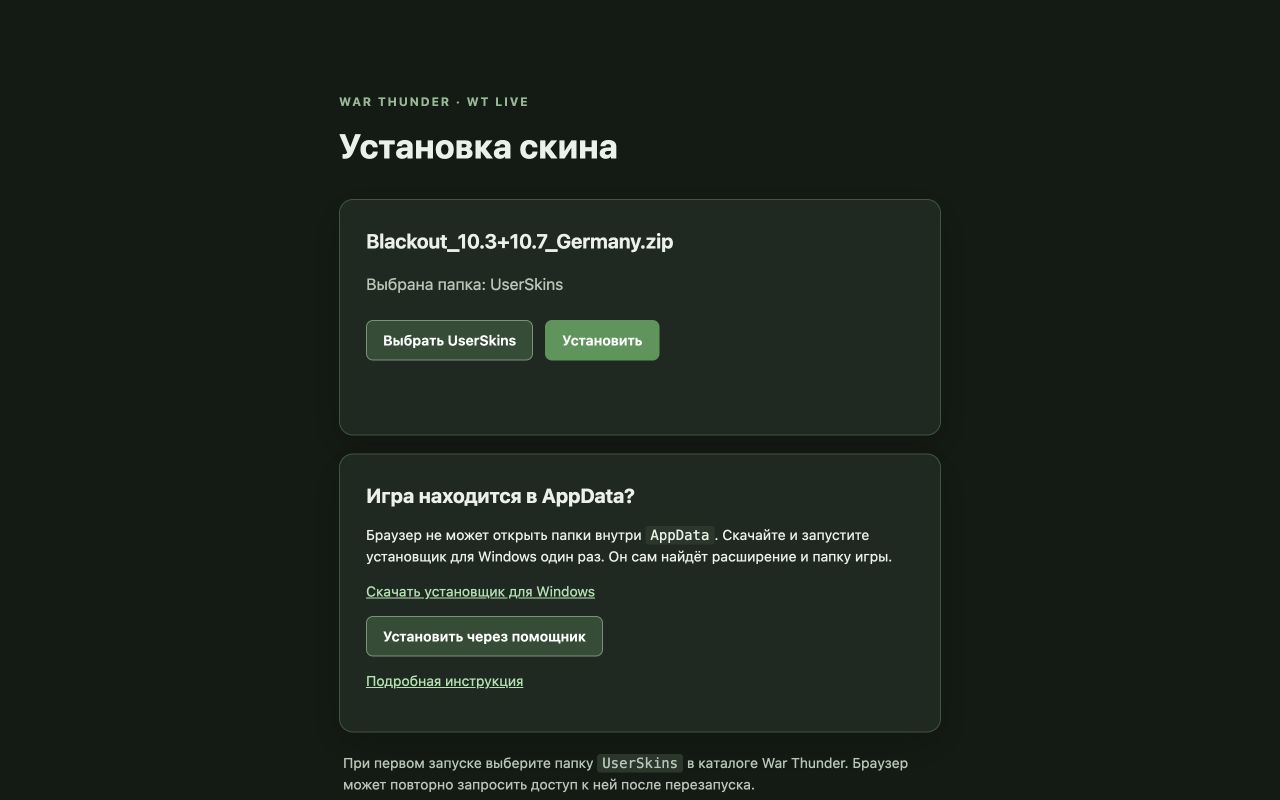 WAR THUNDER · WT LIVE
Установка скина
Blackout_10.3+10.7_Germany.zip
Выбрана папка: UserSkins
Выбрать UserSkins
Установить
Игра находится в AppData?
Браузер не может открыть папки внутри AppData. Скачайте и запустите
установщик для Windows один раз. Он сам найдёт расширение и папку игры.
Скачать установщик для Windows
Установить через помощник
Подробная инструкция
При первом запуске выберите папку UserSkins в каталоге War Thunder. Браузер
может повторно запросить доступ к ней после перезапуска.